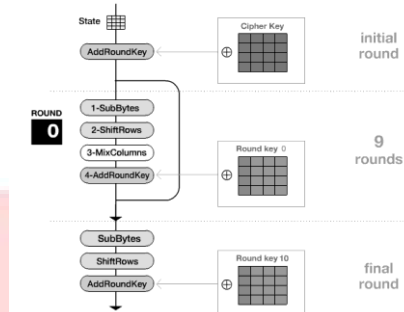 State
Cipher Key
AddRoundKey
initial
round
ROUND
0
1-SubBytes
2-ShiftRows
3-MixColumns
4-AddRoundKey
Round key 0
9
rounds
SubBytes
ShiftRows
AddRoundKey
Round key 10
final
round